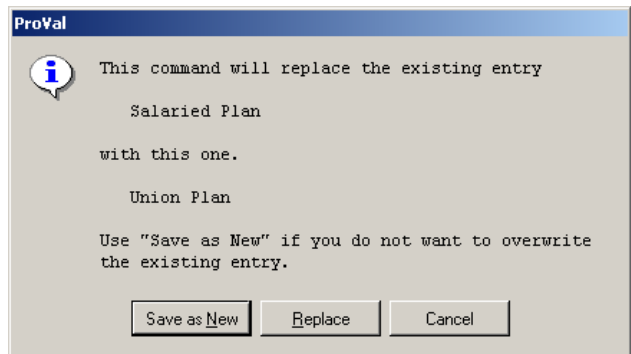 ProVal
This command will replace the existing entry
Salaried Plan
with this one.
Union Plan
Use "Save as New" if you do not want to overwrite
the existing entry.
Save as New
Replace
Cancel